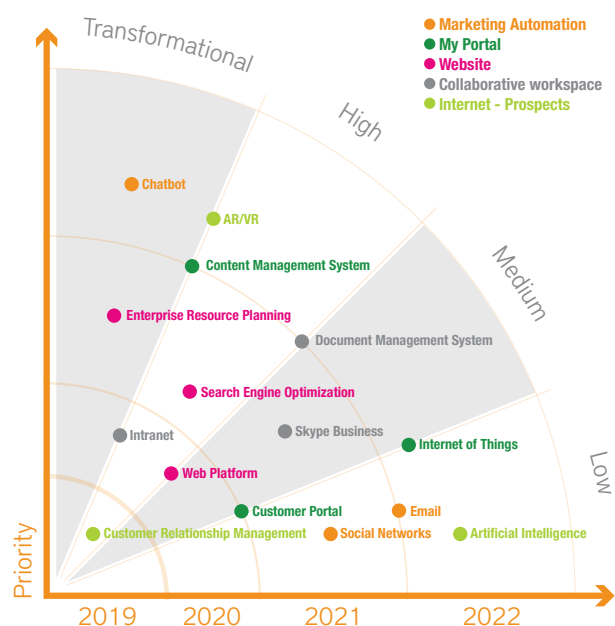 Transformational
High
Medium
Low
Marketing Automation
My Portal
Website
Collaborative workspace
Internet - Prospects
Chatbot
AR/VR
Content Management System
Enterprise Resource Planning
Document Management System
Search Engine Optimization
Intranet
Skype Business
Internet of Things
Web Platform
Customer Portal
Email
Customer Relationship Management
Social Networks
Artificial Intelligence
Priority
2019 2020 2021 2022